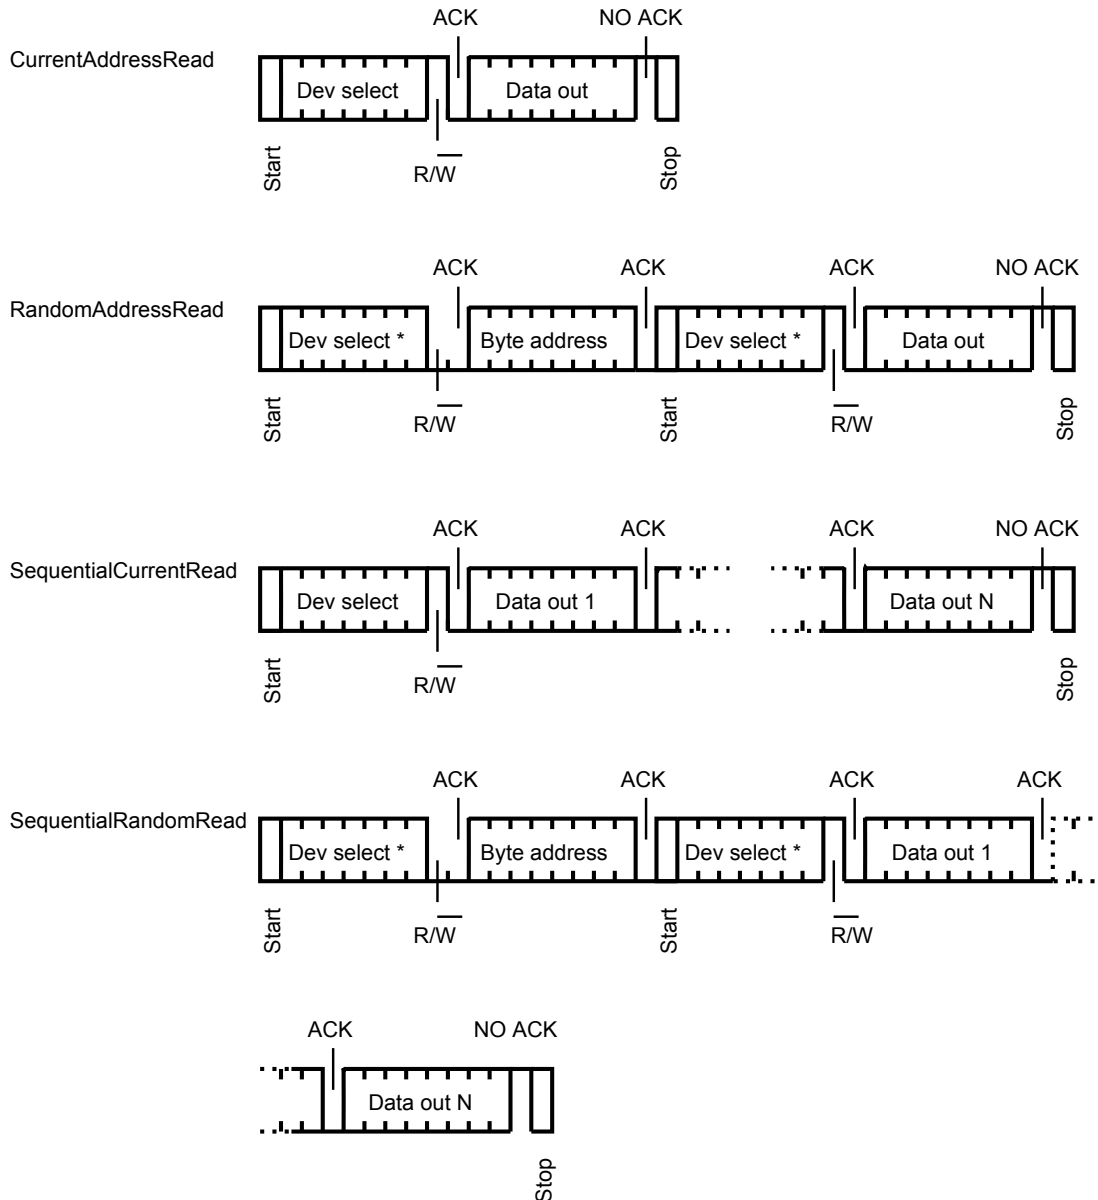 ACK NO ACK
CurrentAddressRead
Dev select Data out
Start R/W̅ Stop
ACK ACK ACK NO ACK
RandomAddressRead
Dev select * Byte address Dev select * Data out
Start R/W̅ Start R̅/W Stop
ACK ACK ACK NO ACK
SequentialCurrentRead
Dev select Data out 1 Data out N
Start R/W̅ Stop
ACK ACK ACK ACK
SequentialRandomRead
Dev select * Byte address Dev select * Data out 1
Start R/W̅ Start R̅/W
ACK NO ACK
Data out N
Stop